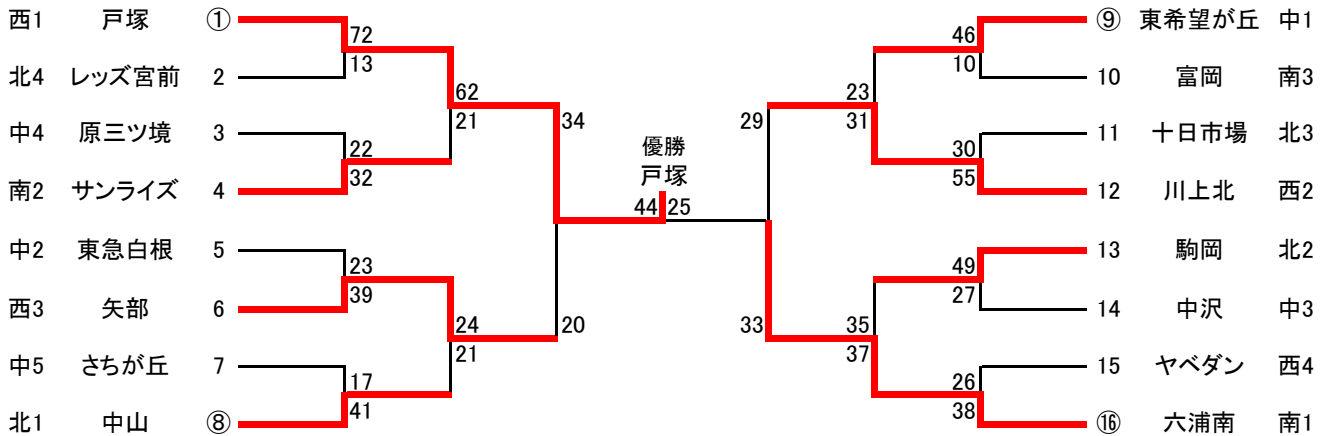 西1 戸塚 ① 72 46 ⑨ 東希望が丘 中1
北4 レッズ宮前 2 13 10 10 富岡 南3
62 23
21 34 29 31
中4 原三ツ境 3 22 30 11 十日市場 北3
南2 サンライズ 4 32 55 12 川上北 西2
優勝
戸塚
44 25
中2 東急白根 5 23 49 13 駒岡 北2
西3 矢部 6 39 27 14 中沢 中3
24 20 33 35
21 37
中5 さちが丘 7 17 26 15 ヤベダン 西4
北1 中山 ⑧ 41 38 ⑯ 六浦南 南1